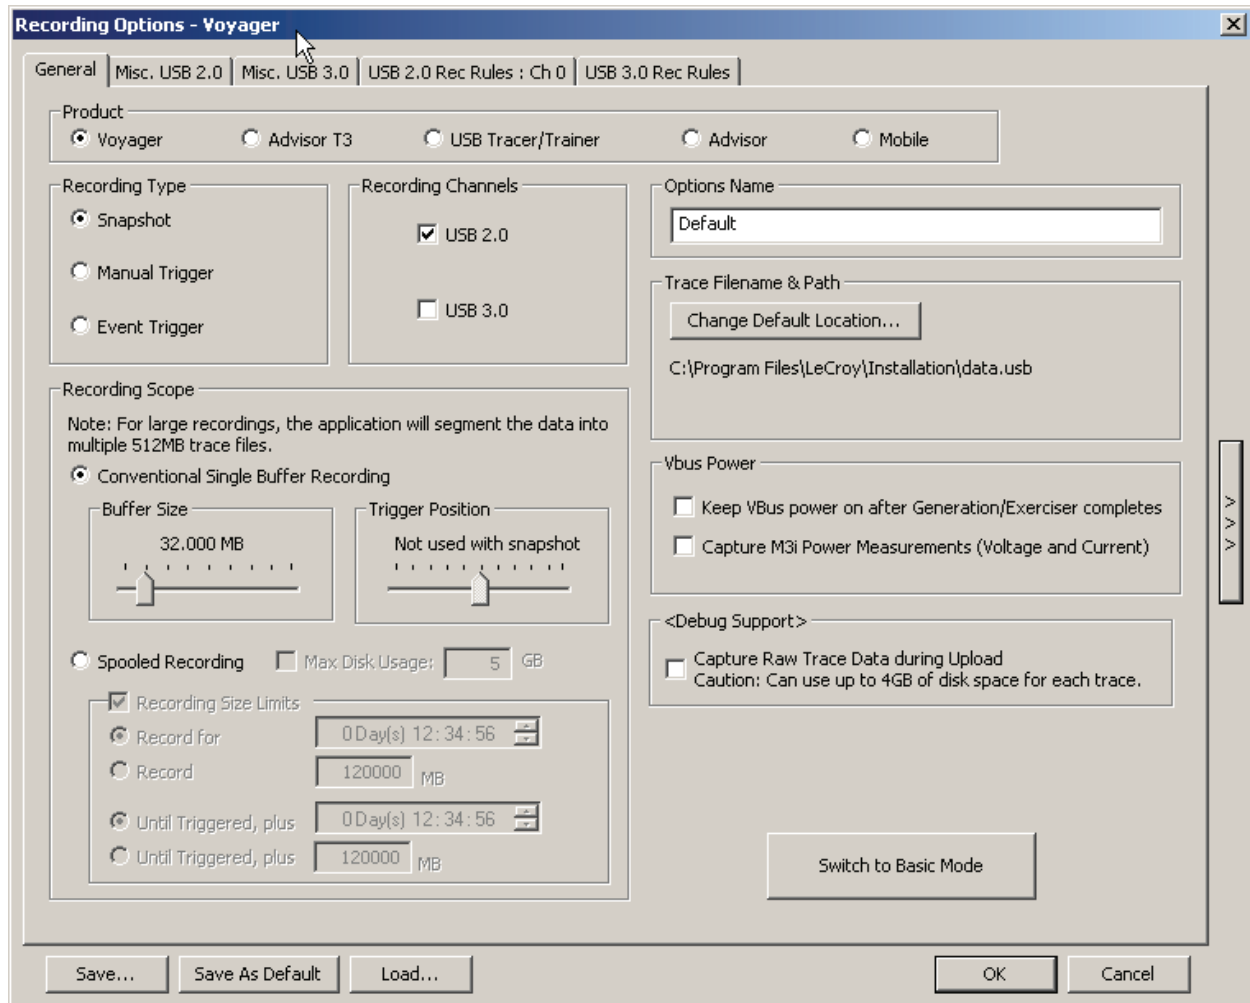 Recording Options - Voyager
General
Misc. USB 2.0
Misc. USB 3.0
USB 2.0 Rec Rules : Ch 0
USB 3.0 Rec Rules
Product
Voyager
Advisor T3
USB Tracer/Trainer
Advisor
Mobile
Recording Type
Snapshot
Manual Trigger
Event Trigger
Recording Channels
USB 2.0
USB 3.0
Options Name
Default
Trace Filename & Path
Change Default Location...
C:\Program Files\LeCroy\Installation\data.usb
Recording Scope
Note: For large recordings, the application will segment the data into
multiple 512MB trace files.
Conventional Single Buffer Recording
Buffer Size
32.000 MB
Trigger Position
Not used with snapshot
Spooled Recording
Max Disk Usage:
5
GB
Recording Size Limits
Record for
0 Day(s) 12:34:56
Record
120000
MB
Until Triggered, plus
0 Day(s) 12:34:56
Until Triggered, plus
120000
MB
Vbus Power
Keep VBus power on after Generation/Exerciser completes
Capture M3i Power Measurements (Voltage and Current)
<Debug Support>
Capture Raw Trace Data during Upload
Caution: Can use up to 4GB of disk space for each trace.
Switch to Basic Mode
>
>
>
Save...
Save As Default
Load...
OK
Cancel